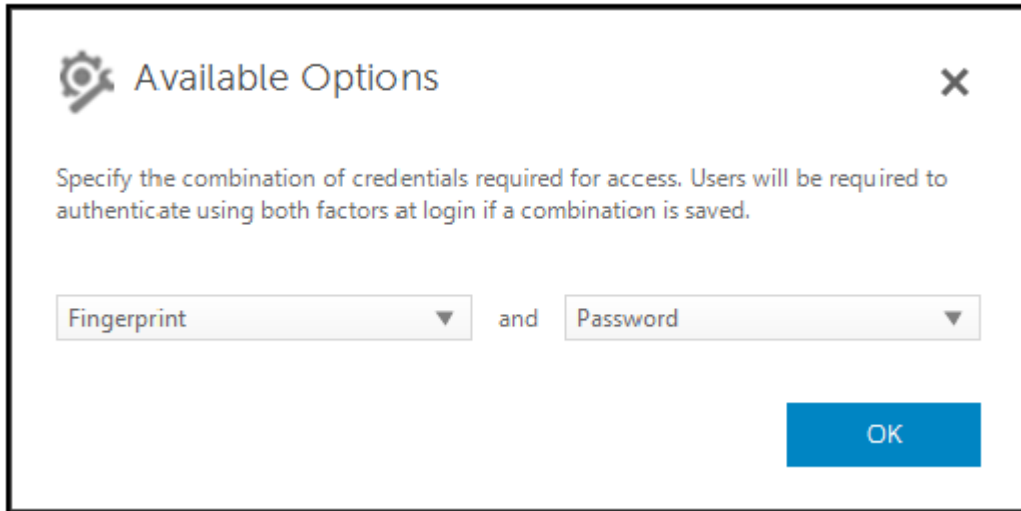 Available Options
Specify the combination of credentials required for access. Users will be required to
authenticate using both factors at login if a combination is saved.
Fingerprint and Password
OK